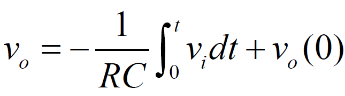 $v_o = -\frac{1}{RC}\int_0^t v_i dt + v_o(0)$